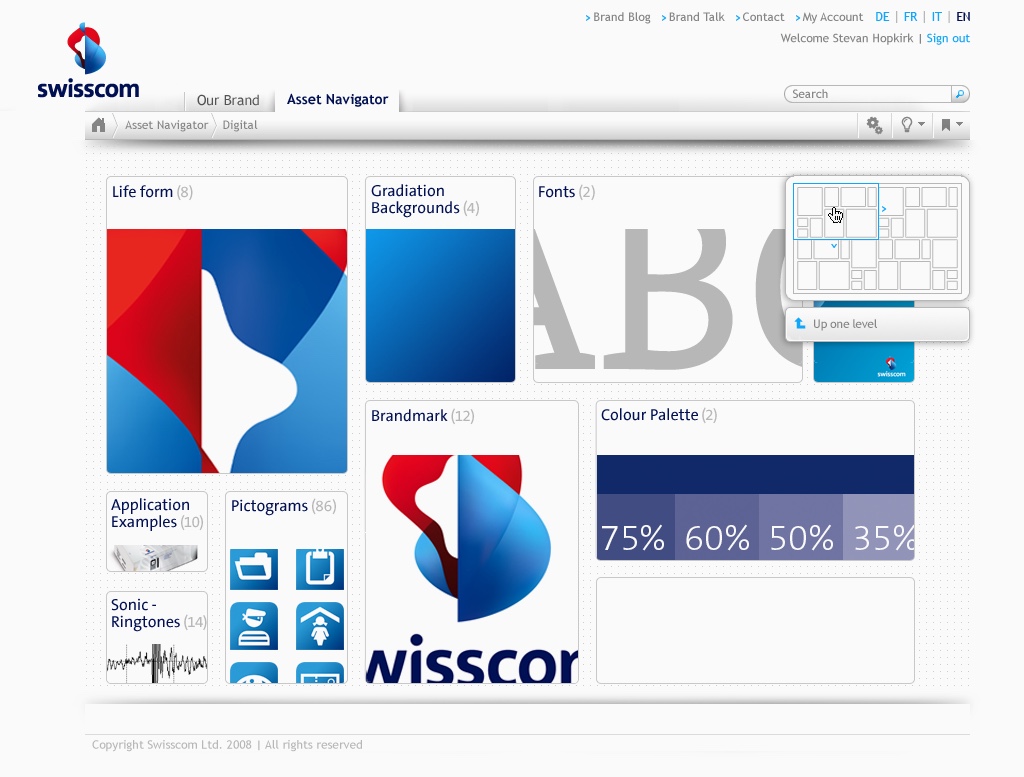 Brand Blog Brand Talk Contact My Account DE | FR | IT | EN
Welcome Stevan Hopkirk | Sign out
swisscom
Our Brand Asset Navigator Search
Asset Navigator Digital
Life form (8)
Gradiation
Backgrounds (4)
Fonts (2)
ABC
Up one level
swisscom
Brandmark (12)
Colour Palette (2)
75% 60% 50% 35%
Application
Examples (10)
Pictograms (86)
Sonic -
Ringtones (14)
wisscom
Copyright Swisscom Ltd. 2008 | All rights reserved